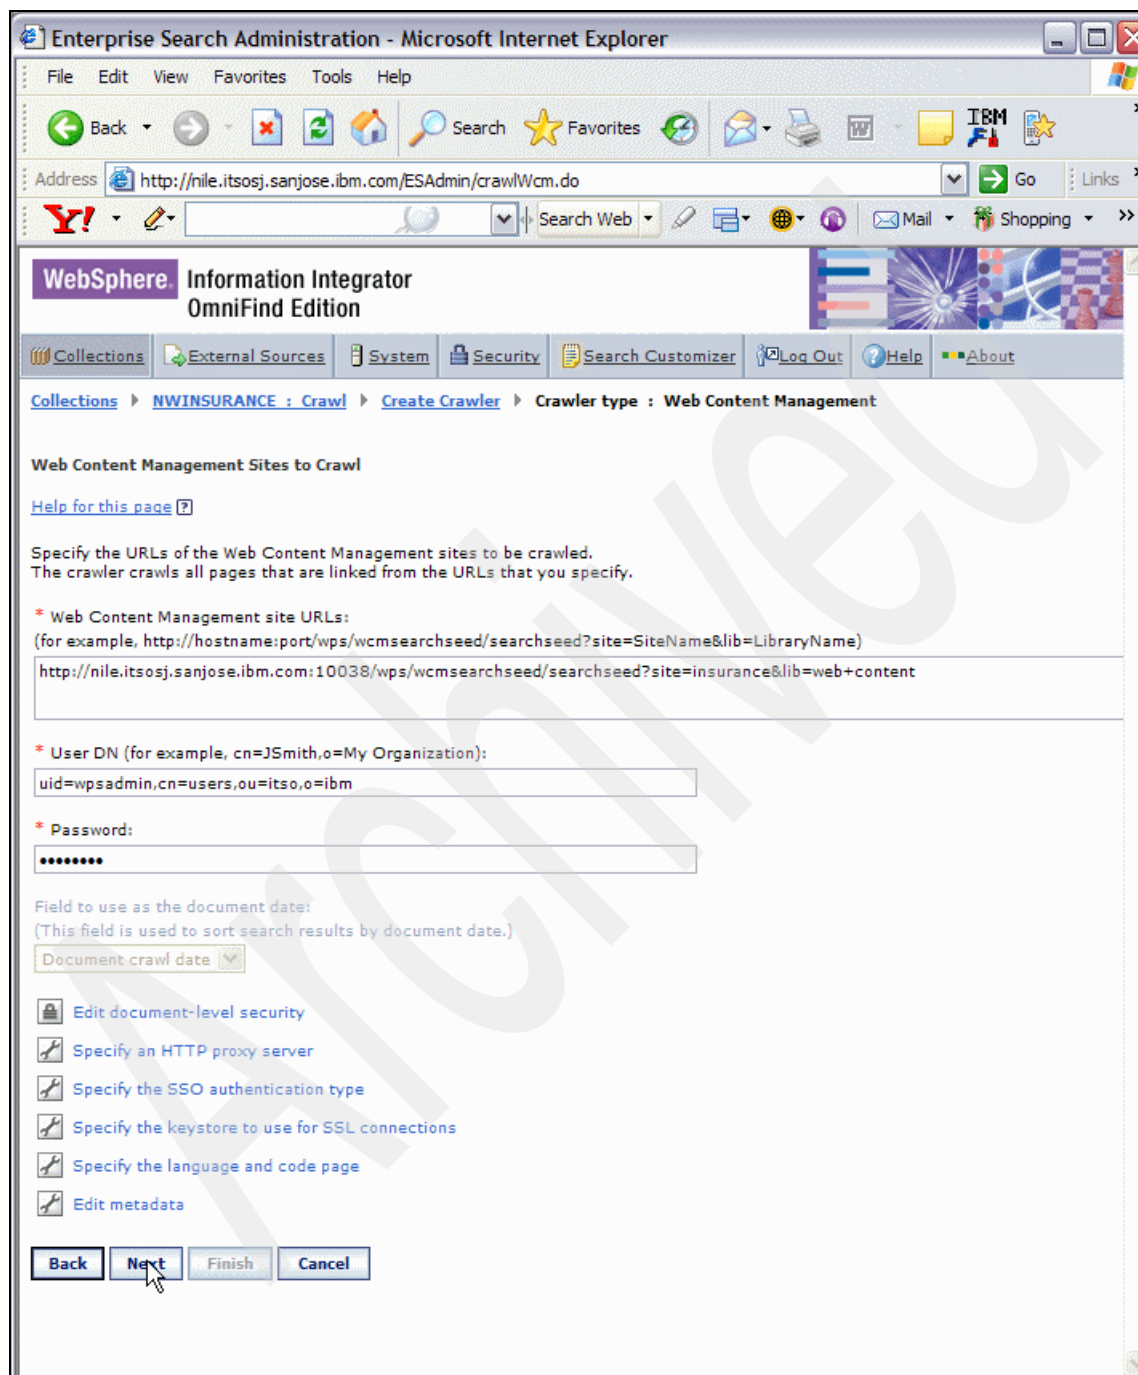 Enterprise Search Administration - Microsoft Internet Explorer
File Edit View Favorites Tools Help
Back Search Favorites IBM
Address http://nile.itsosj.sanjose.ibm.com/ESAdmin/crawlWcm.do Go Links
Y! Search Web Mail Shopping
WebSphere. Information Integrator
OmniFind Edition
Collections External Sources System Security Search Customizer Log Out Help About
Collections NWINSURANCE : Crawl Create Crawler Crawler type : Web Content Management
Web Content Management Sites to Crawl
Help for this page ?
Specify the URLs of the Web Content Management sites to be crawled.
The crawler crawls all pages that are linked from the URLs that you specify.
* Web Content Management site URLs:
(for example, http://hostname:port/wps/wcmsearchseed/searchseed?site=SiteName&lib=LibraryName)
http://nile.itsosj.sanjose.ibm.com:10038/wps/wcmsearchseed/searchseed?site=insurance&lib=web+content
* User DN (for example, cn=JSmith,o=My Organization):
uid=wpsadmin,cn=users,ou=itso,o=ibm
* Password:
••••••••
Field to use as the document date:
(This field is used to sort search results by document date.)
Document crawl date
Edit document-level security
Specify an HTTP proxy server
Specify the SSO authentication type
Specify the keystore to use for SSL connections
Specify the language and code page
Edit metadata
Back Next Finish Cancel
Archived